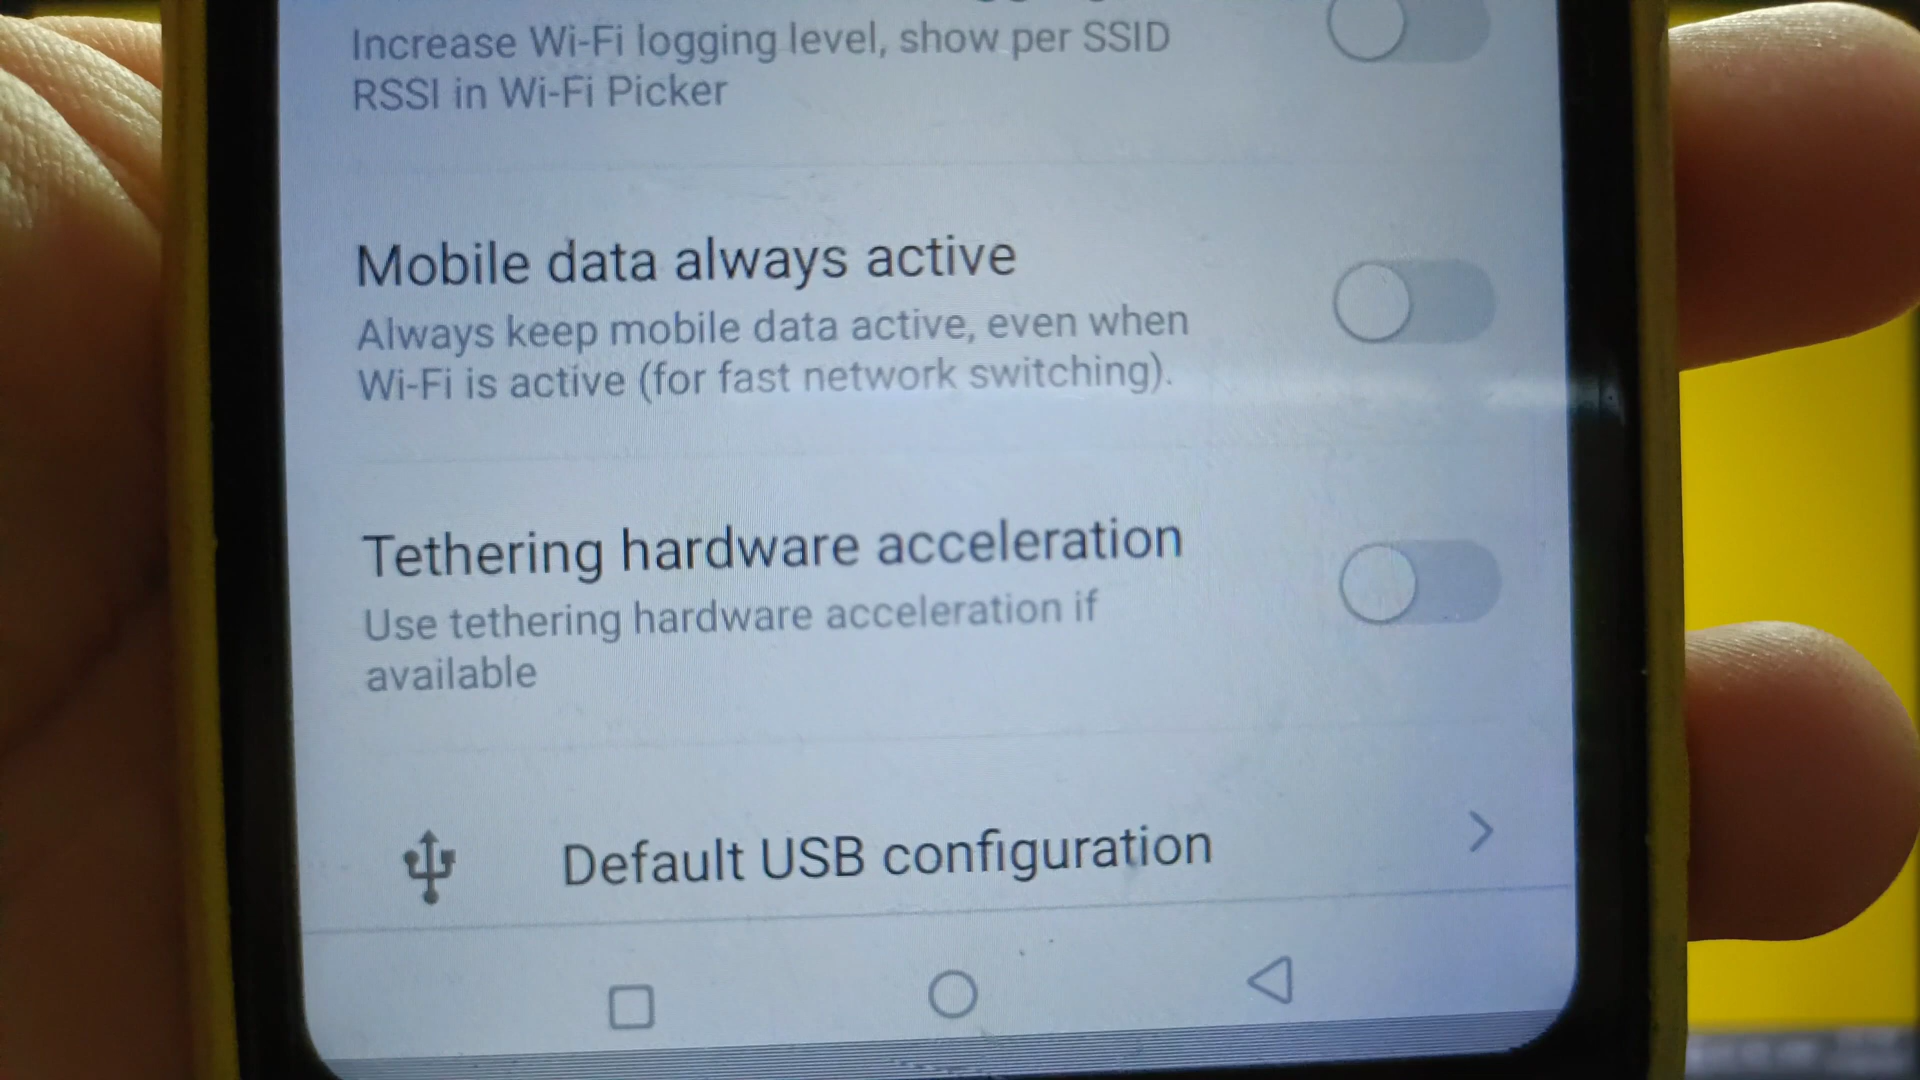 Increase Wi-Fi logging level, show per SSID
RSSI in Wi-Fi Picker
Mobile data always active
Always keep mobile data active, even when
Wi-Fi is active (for fast network switching).
Tethering hardware acceleration
Use tethering hardware acceleration if
available
Default USB configuration